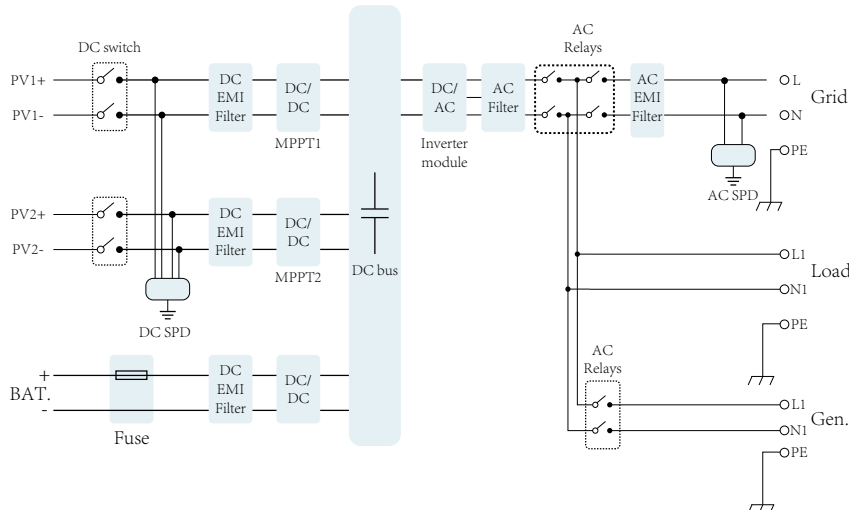 DC switch
AC
Relays
PV1+
PV1-
DC
EMI
Filter
DC/
DC
MPPT1
DC/
AC
Inverter
module
AC
Filter
AC
EMI
Filter
L
N
Grid
PE
AC SPD
PV2+
PV2-
DC
EMI
Filter
DC/
DC
MPPT2
DC bus
DC SPD
L1
N1
Load
PE
+
BAT.
-
Fuse
DC
EMI
Filter
DC/
DC
AC
Relays
L1
N1
Gen.
PE